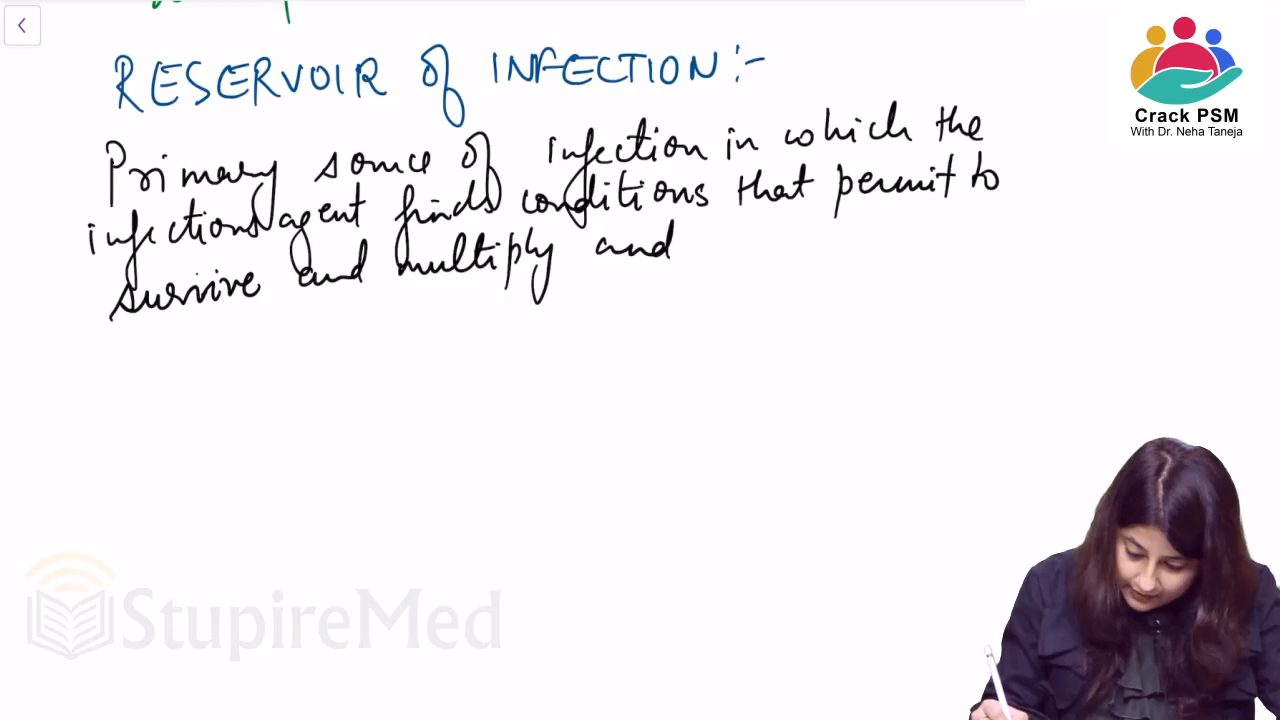 RESERVOIR of INFECTION :-
Primary source of infection in which the
infectious agent finds conditions that permit to
survive and multiply and
Crack PSM
With Dr. Neha Taneja
StupireMed